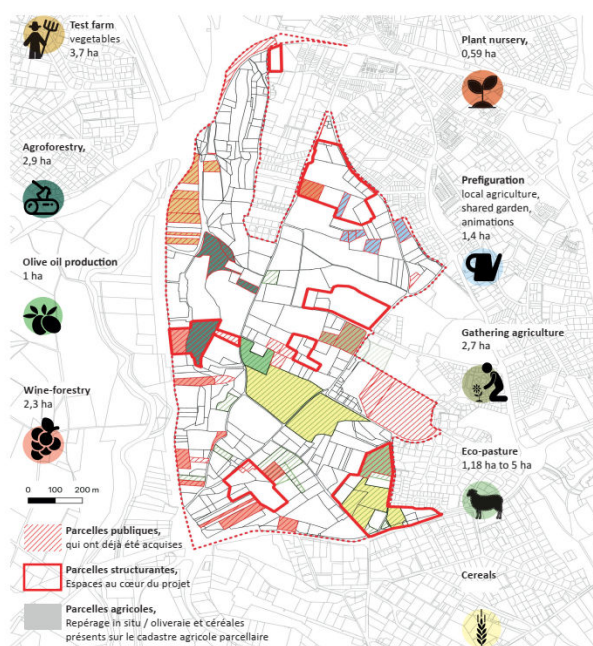 Test farm
vegetables
3,7 ha
Agroforestry,
2,9 ha
Olive oil production
1 ha
Wine-forestry
2,3 ha
0 100 200 m
Parcelles publiques,
qui ont déjà été acquises
Parcelles structurantes,
Espaces au cœur du projet
Parcelles agricoles,
Repérage in situ / oliveraie et céréales
présents sur le cadastre agricole parcellaire
Plant nursery,
0,59 ha
Prefiguration
local agriculture,
shared garden,
animations
1,4 ha
Gathering agriculture
2,7 ha
Eco-pasture
1,18 ha to 5 ha
Cereals